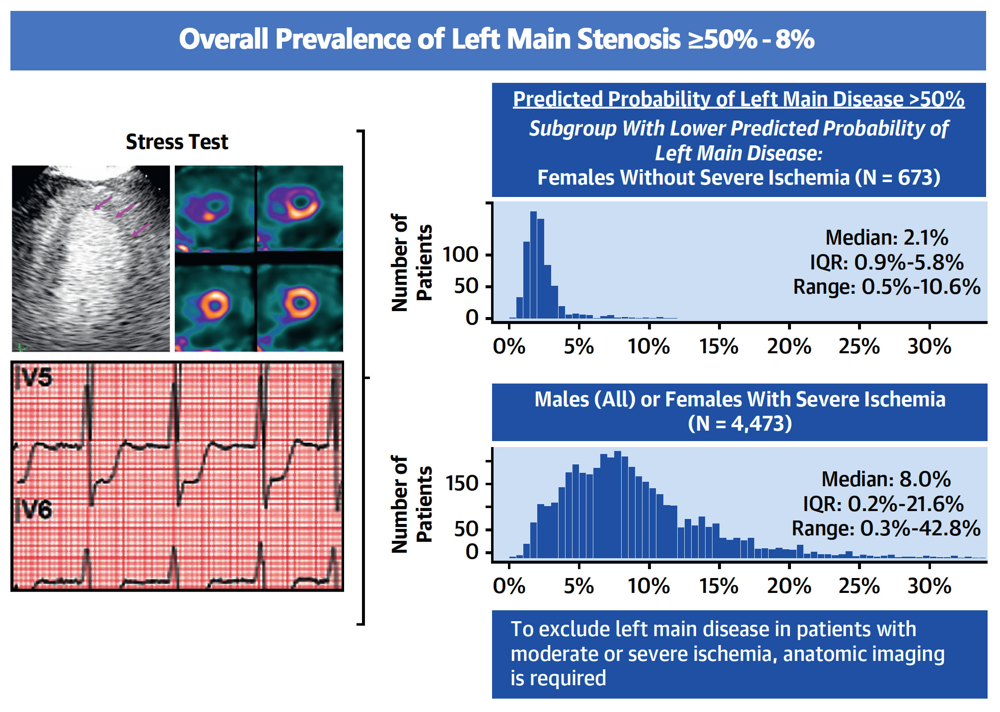 Overall Prevalence of Left Main Stenosis ≥50% - 8%
Stress Test
V5
V6
Predicted Probability of Left Main Disease >50%
Subgroup With Lower Predicted Probability of
Left Main Disease:
Females Without Severe Ischemia (N = 673)
Number of
Patients
100
50
0
Median: 2.1%
IQR: 0.9%-5.8%
Range: 0.5%-10.6%
0% 5% 10% 15% 20% 25% 30%
Males (All) or Females With Severe Ischemia
(N = 4,473)
Number of
Patients
150
50
0
Median: 8.0%
IQR: 0.2%-21.6%
Range: 0.3%-42.8%
0% 5% 10% 15% 20% 25% 30%
To exclude left main disease in patients with
moderate or severe ischemia, anatomic imaging
is required